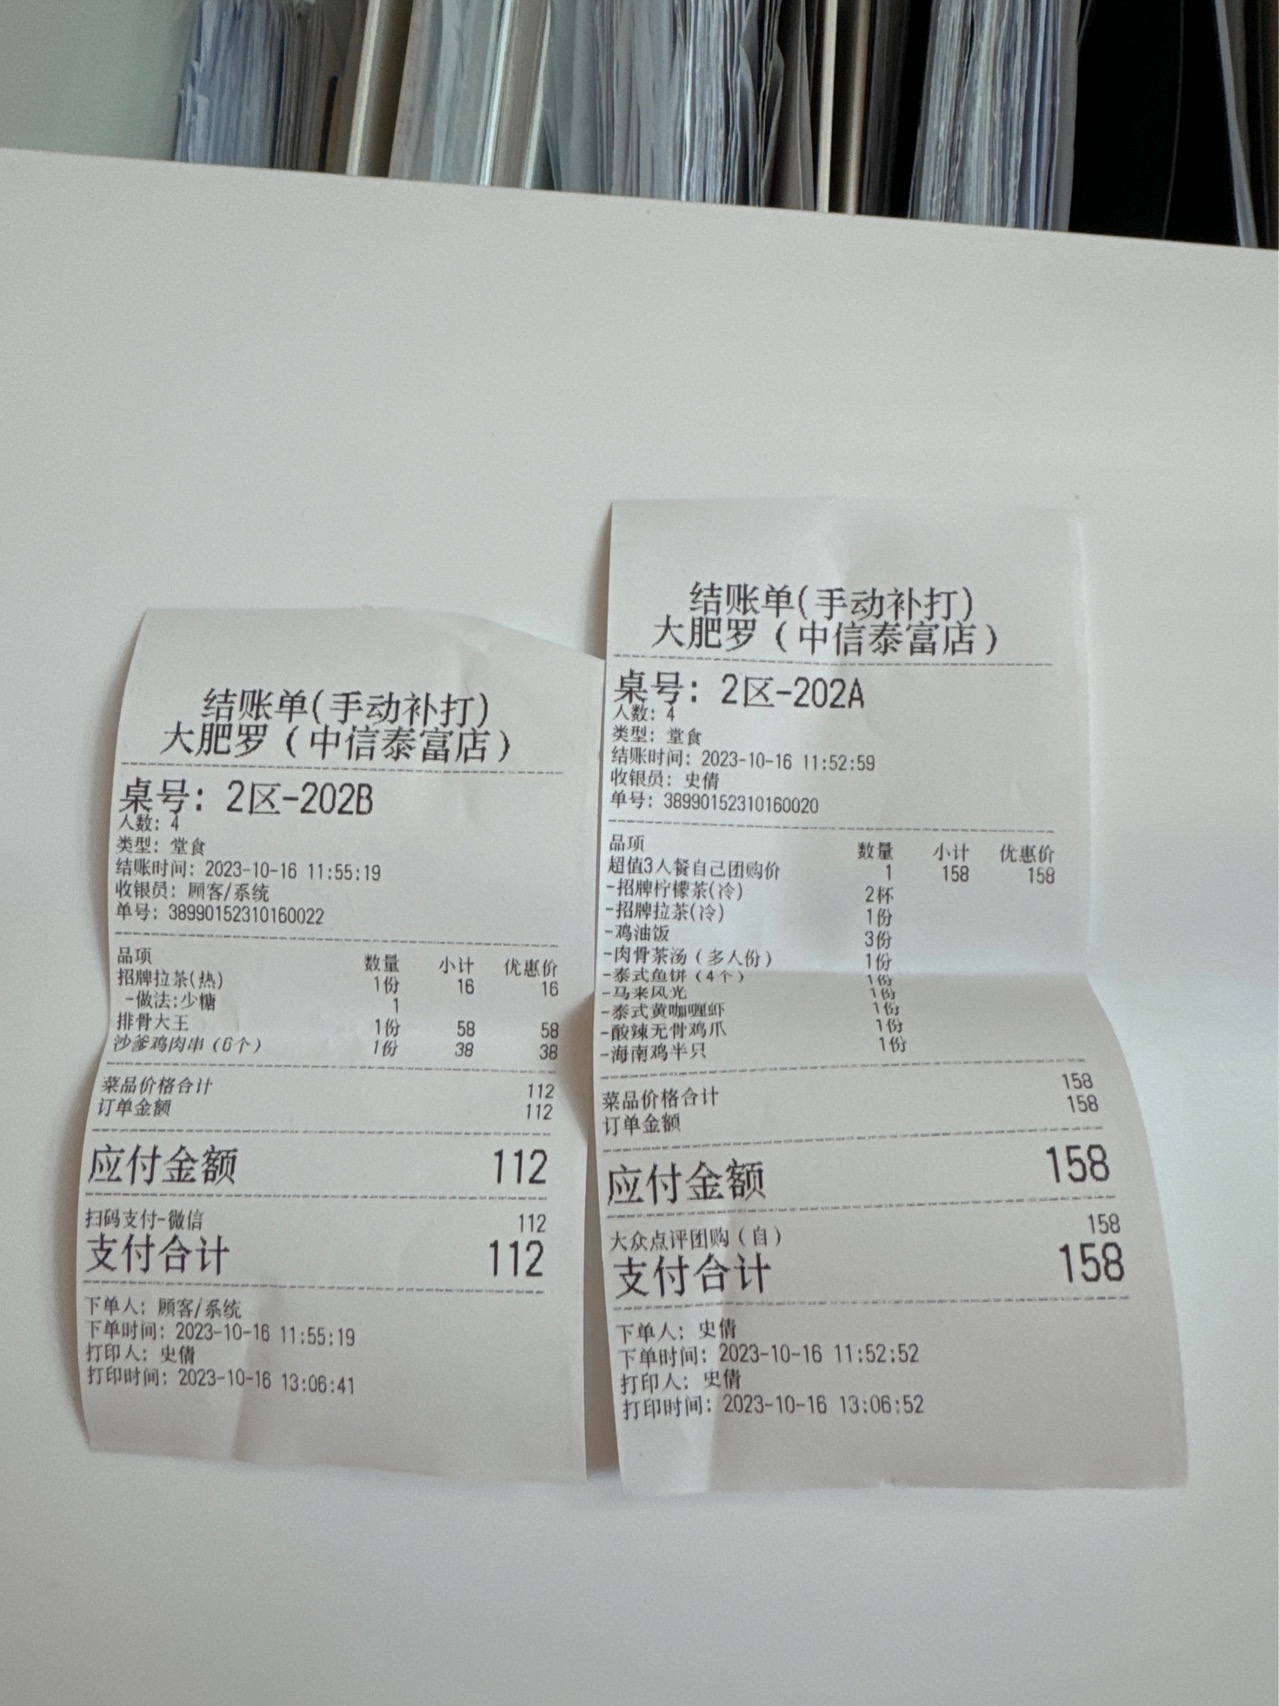 结账单(手动补打)
大肥罗（中信泰富店）
桌号: 2区-202B
人数: 4
类型: 堂食
结账时间: 2023-10-16 11:55:19
收银员: 顾客/系统
单号: 38990152310160022
品项 数量 小计 优惠价
招牌拉茶(热) 1份 16 16
-做法:少糖 1
排骨大王 1份 58 58
沙爹鸡肉串（6个） 1份 38 38
菜品价格合计 112
订单金额 112
应付金额 112
扫码支付-微信 112
支付合计 112
下单人: 顾客/系统
下单时间: 2023-10-16 11:55:19
打印人: 史倩
打印时间: 2023-10-16 13:06:41
结账单(手动补打)
大肥罗（中信泰富店）
桌号: 2区-202A
人数: 4
类型: 堂食
结账时间: 2023-10-16 11:52:59
收银员: 史倩
单号: 38990152310160020
品项 数量 小计 优惠价
超值3人餐自己团购价 1 158 158
-招牌柠檬茶(冷) 2杯
-招牌拉茶(冷) 1份
-鸡油饭 3份
-肉骨茶汤（多人份） 1份
-泰式鱼饼（4个） 1份
-马来风光 1份
-泰式黄咖喱虾 1份
-酸辣无骨鸡爪 1份
-海南鸡半只 1份
菜品价格合计 158
订单金额 158
应付金额 158
大众点评团购（自） 158
支付合计 158
下单人: 史倩
下单时间: 2023-10-16 11:52:52
打印人: 史倩
打印时间: 2023-10-16 13:06:52